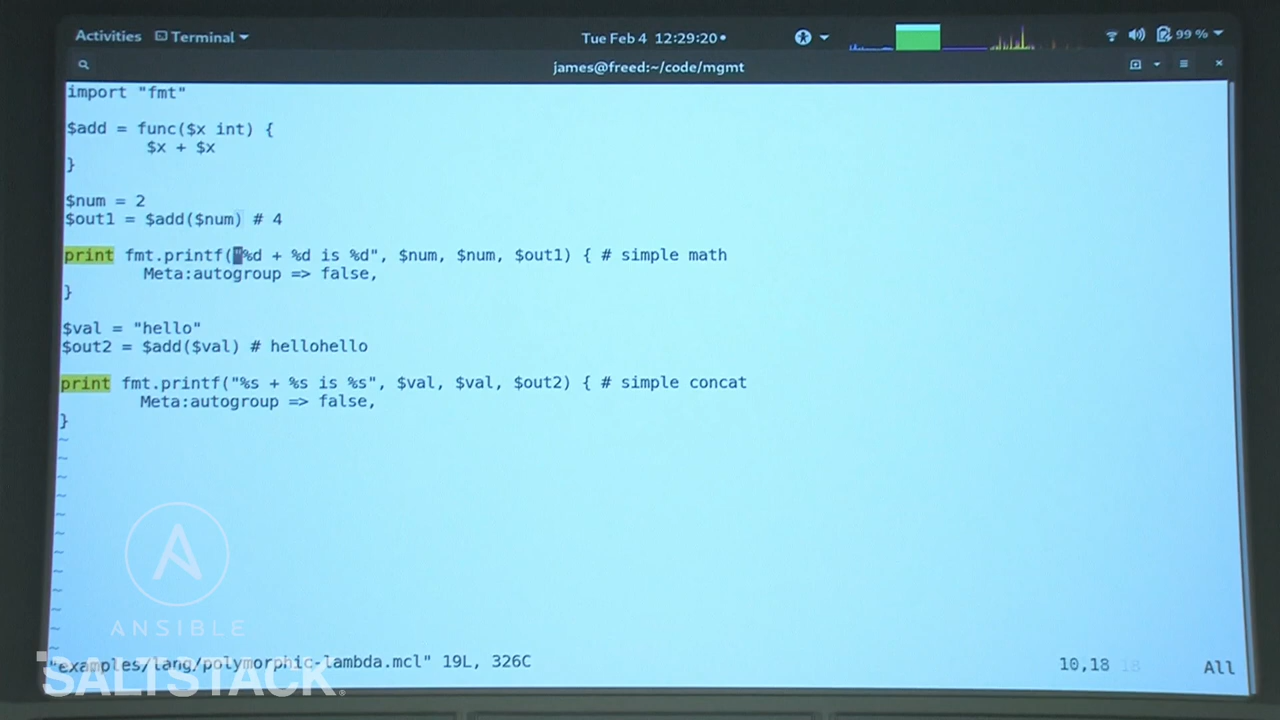 Activities Terminal Tue Feb 4 12:29:20 99 %
james@freed:~/code/mgmt
import "fmt"
$add = func($x int) {
$x + $x
}
$num = 2
$out1 = $add($num) # 4
print fmt.printf("%d + %d is %d", $num, $num, $out1) { # simple math
Meta:autogroup => false,
}
$val = "hello"
$out2 = $add($val) # hellohello
print fmt.printf("%s + %s is %s", $val, $val, $out2) { # simple concat
Meta:autogroup => false,
}
~
~
~
~
~
~
~
~
~
~
~
~
ANSIBLE
"examples/lang/polymorphic-lambda.mcl" 19L, 326C 10,18 18 All
SALTSTACK